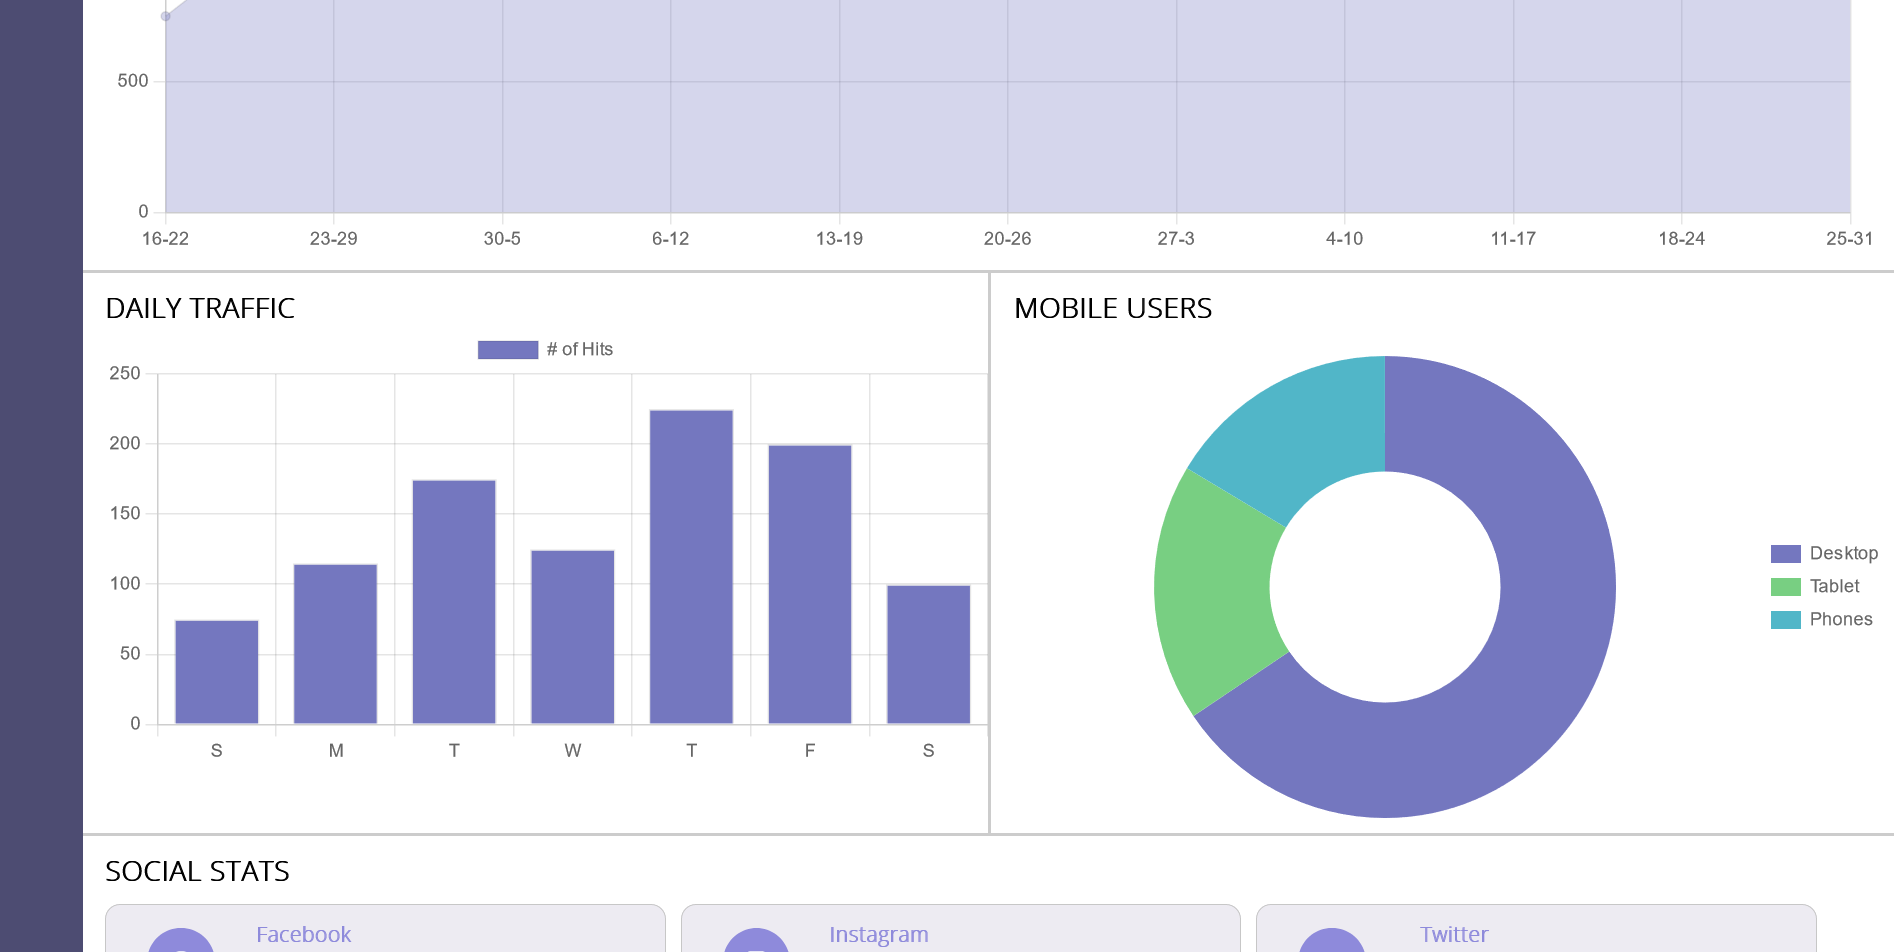 500
0
16-22 23-29 30-5 6-12 13-19 20-26 27-3 4-10 11-17 18-24 25-31
DAILY TRAFFIC
# of Hits
250
200
150
100
50
0
S M T W T F S
MOBILE USERS
Desktop
Tablet
Phones
SOCIAL STATS
Facebook Instagram Twitter